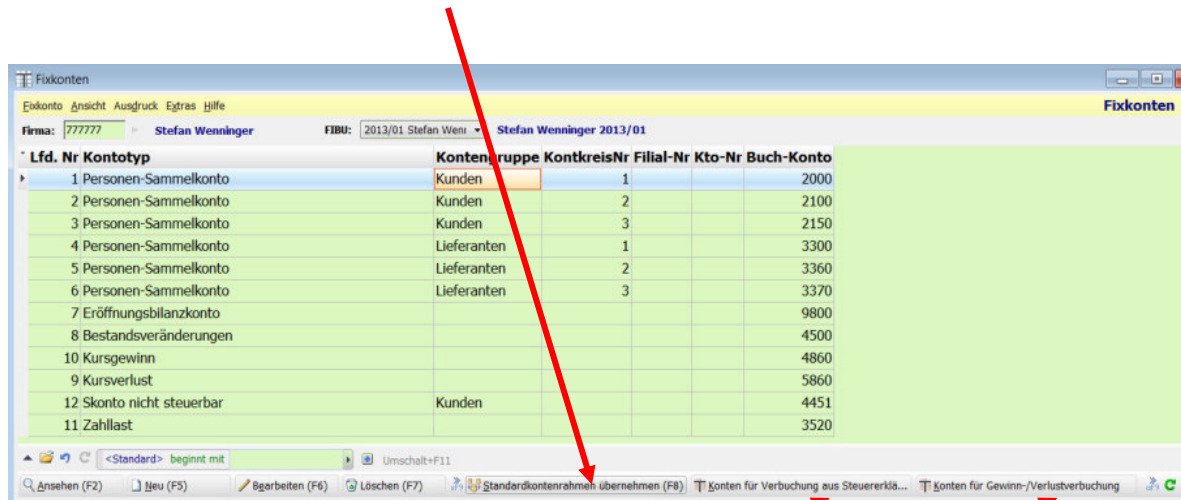 Fixkonten
Fixkonto Ansicht Ausdruck Extras Hilfe Fixkonten
Firma: 777777 Stefan Wenninger FIBU: 2013/01 Stefan Wenn Stefan Wenninger 2013/01
Lfd. Nr Kontotyp Kontengruppe KontkreisNr Filial-Nr Kto-Nr Buch-Konto
1 Personen-Sammelkonto Kunden 1 2000
2 Personen-Sammelkonto Kunden 2 2100
3 Personen-Sammelkonto Kunden 3 2150
4 Personen-Sammelkonto Lieferanten 1 3300
5 Personen-Sammelkonto Lieferanten 2 3360
6 Personen-Sammelkonto Lieferanten 3 3370
7 Eröffnungsbilanzkonto 9800
8 Bestandsveränderungen 4500
10 Kursgewinn 4860
9 Kursverlust 5860
12 Skonto nicht steuerbar Kunden 4451
11 Zahllast 3520
<Standard> beginnt mit Umschalt+F11
Ansehen (F2) Neu (F5) Bearbeiten (F6) Löschen (F7) Standardkontenrahmen übernehmen (F8) Konten für Verbuchung aus Steuererklä... Konten für Gewinn-/Verlustverbuchung